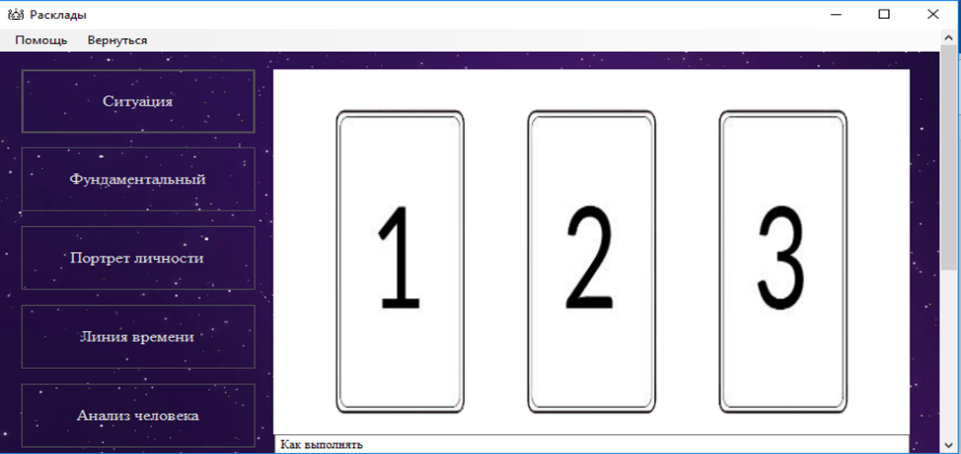 Расклады
Помощь Вернуться
Ситуация
Фундаментальный
Портрет личности
Линия времени
Анализ человека
1 2 3
Как выполнять